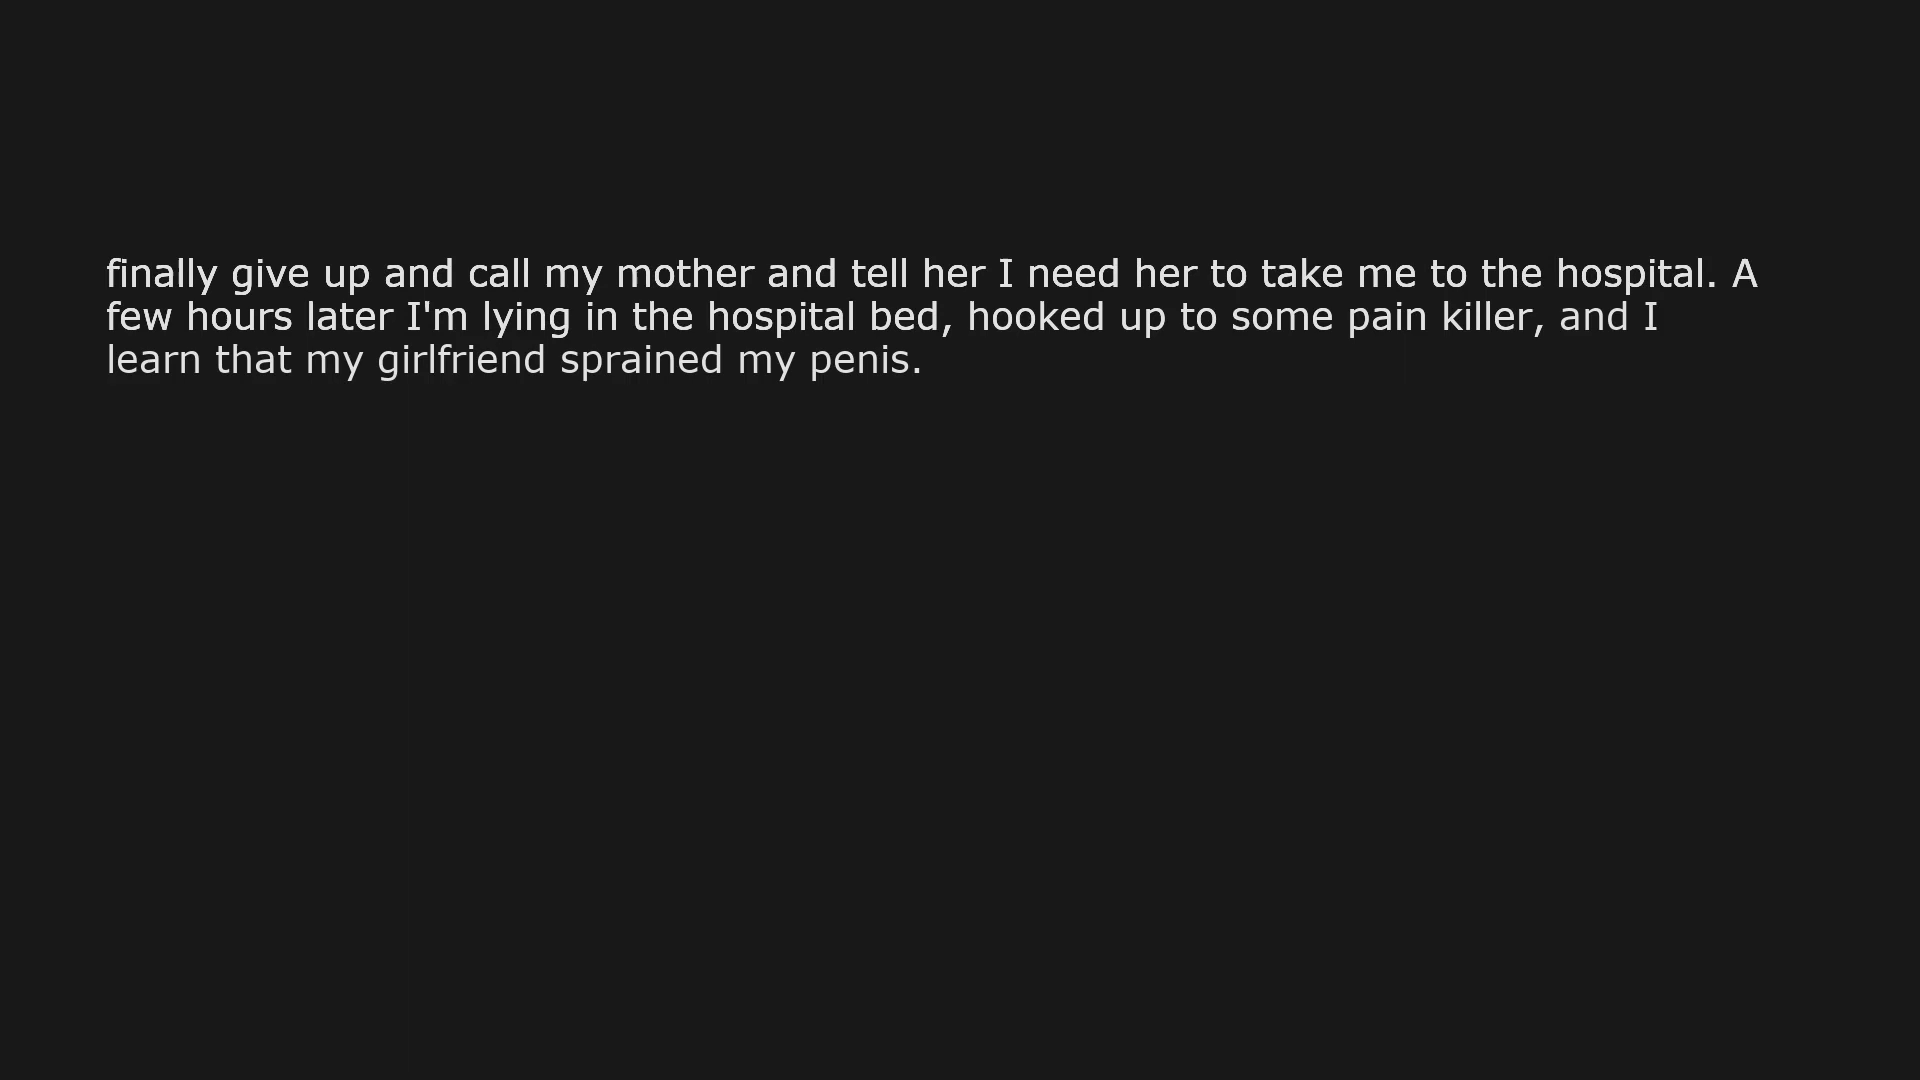 finally give up and call my mother and tell her I need her to take me to the hospital. A
few hours later I'm lying in the hospital bed, hooked up to some pain killer, and I
learn that my girlfriend sprained my penis.